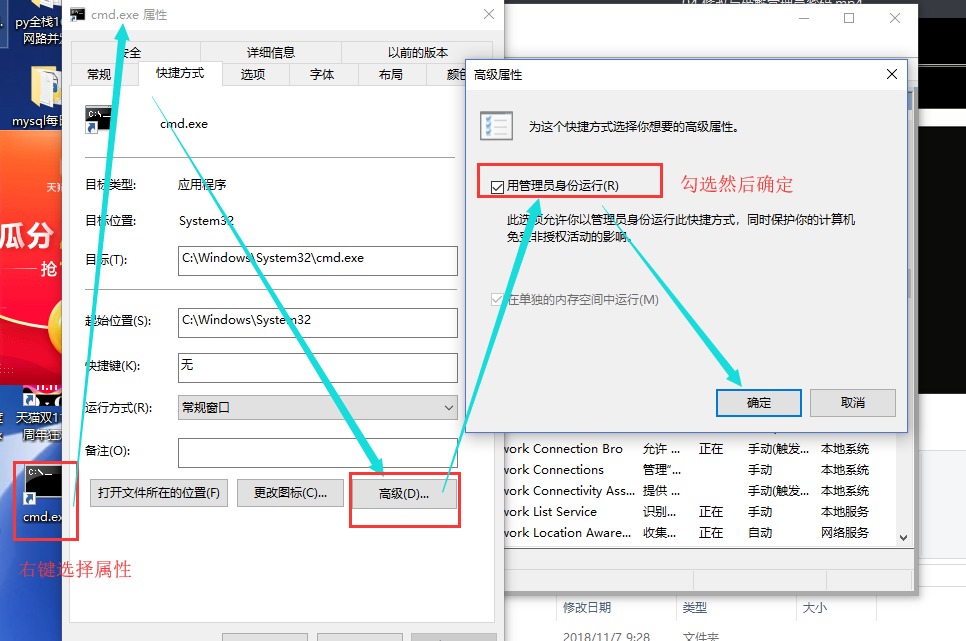 py全栈1
网路并
mysql每
天猫
瓜分
抢
天猫双11
周年狂
cmd.ex
右键选择属性
cmd.exe 属性
安全
详细信息
以前的版本
常规
快捷方式
选项
字体
布局
颜色
cmd.exe
目标类型:
应用程序
目标位置:
System32
目标(T):
C:\Windows\System32\cmd.exe
起始位置(S):
C:\Windows\System32
快捷键(K):
无
运行方式(R):
常规窗口
备注(O):
打开文件所在的位置(F)
更改图标(C)...
高级(D)...
高级属性
为这个快捷方式选择你想要的高级属性。
用管理员身份运行(R)
勾选然后确定
此选项允许你以管理员身份运行此快捷方式，同时保护你的计算机
免受非授权活动的影响。
在单独的内存空间中运行(M)
确定
取消
work Connection Bro 允许 ... 正在 手动(触发... 本地系统
work Connections 管理“... 手动 本地系统
work Connectivity Ass... 提供 ... 手动(触发... 本地系统
work List Service 识别... 正在 手动 本地服务
work Location Aware... 收集... 正在 自动 网络服务
修改日期 类型 大小
2018/11/7 9:28 文件夹